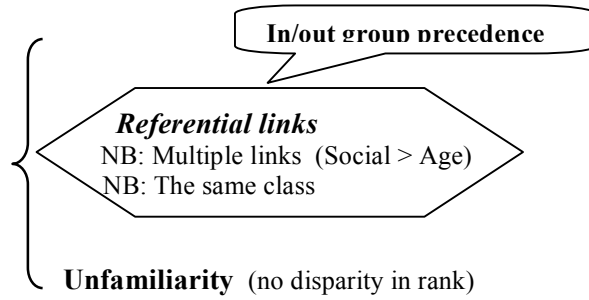 In/out group precedence
Referential links
NB: Multiple links (Social > Age)
NB: The same class
Unfamiliarity (no disparity in rank)